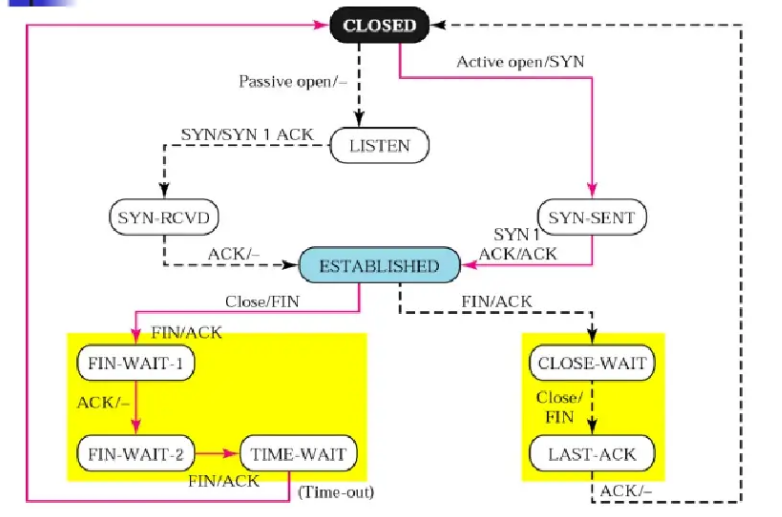 CLOSED
Active open/SYN
Passive open/–
SYN/SYN 1 ACK
LISTEN
SYN-RCVD
SYN-SENT
SYN 1
ACK/ACK
ACK/–
ESTABLISHED
Close/FIN
FIN/ACK
FIN/ACK
FIN-WAIT-1
CLOSE-WAIT
ACK/–
Close/
FIN
FIN-WAIT-2
TIME-WAIT
LAST-ACK
FIN/ACK
(Time-out)
ACK/–